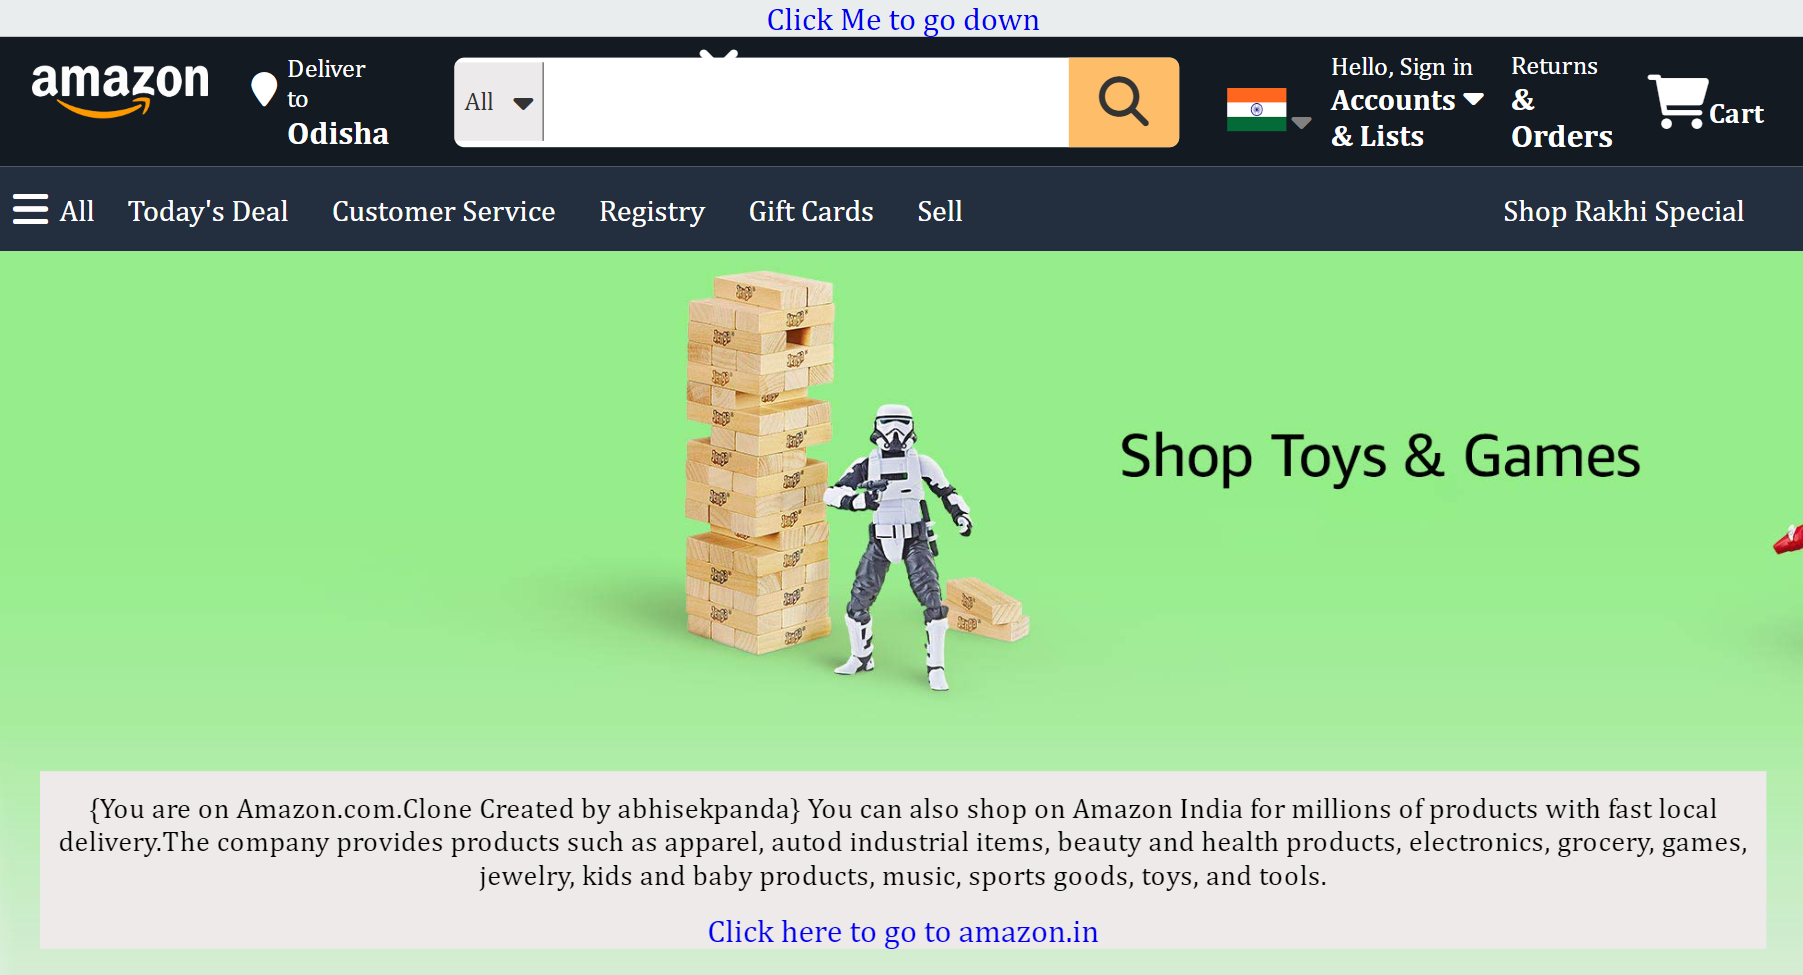 Click Me to go down
amazon
Deliver
to
Odisha
All
Hello, Sign in
Accounts
& Lists
Returns
&
Orders
Cart
All Today's Deal Customer Service Registry Gift Cards Sell Shop Rakhi Special
Shop Toys & Games
{You are on Amazon.com.Clone Created by abhisekpanda} You can also shop on Amazon India for millions of products with fast local
delivery.The company provides products such as apparel, autod industrial items, beauty and health products, electronics, grocery, games,
jewelry, kids and baby products, music, sports goods, toys, and tools.
Click here to go to amazon.in